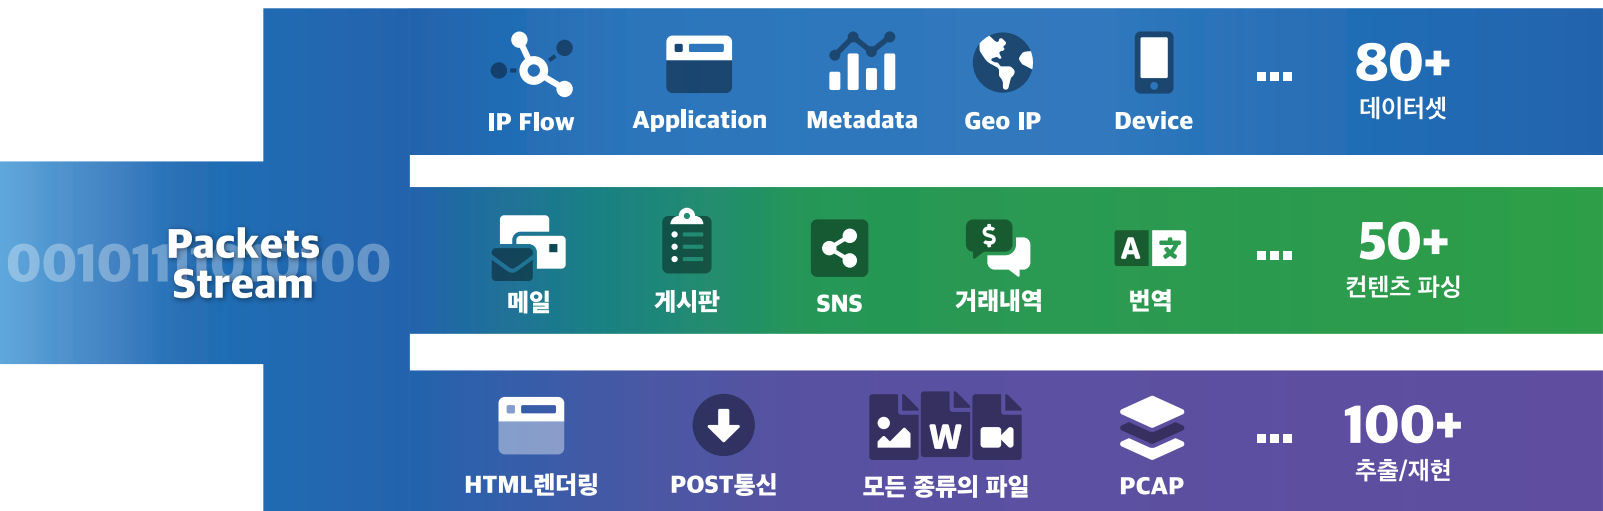 001011
Packets
Stream
1010100
IP Flow
Application
Metadata
Geo IP
Device
...
80+
데이터셋
메일
게시판
SNS
$
거래내역
A 文
번역
...
50+
컨텐츠 파싱
HTML렌더링
POST통신
W
모든 종류의 파일
PCAP
...
100+
추출/재현